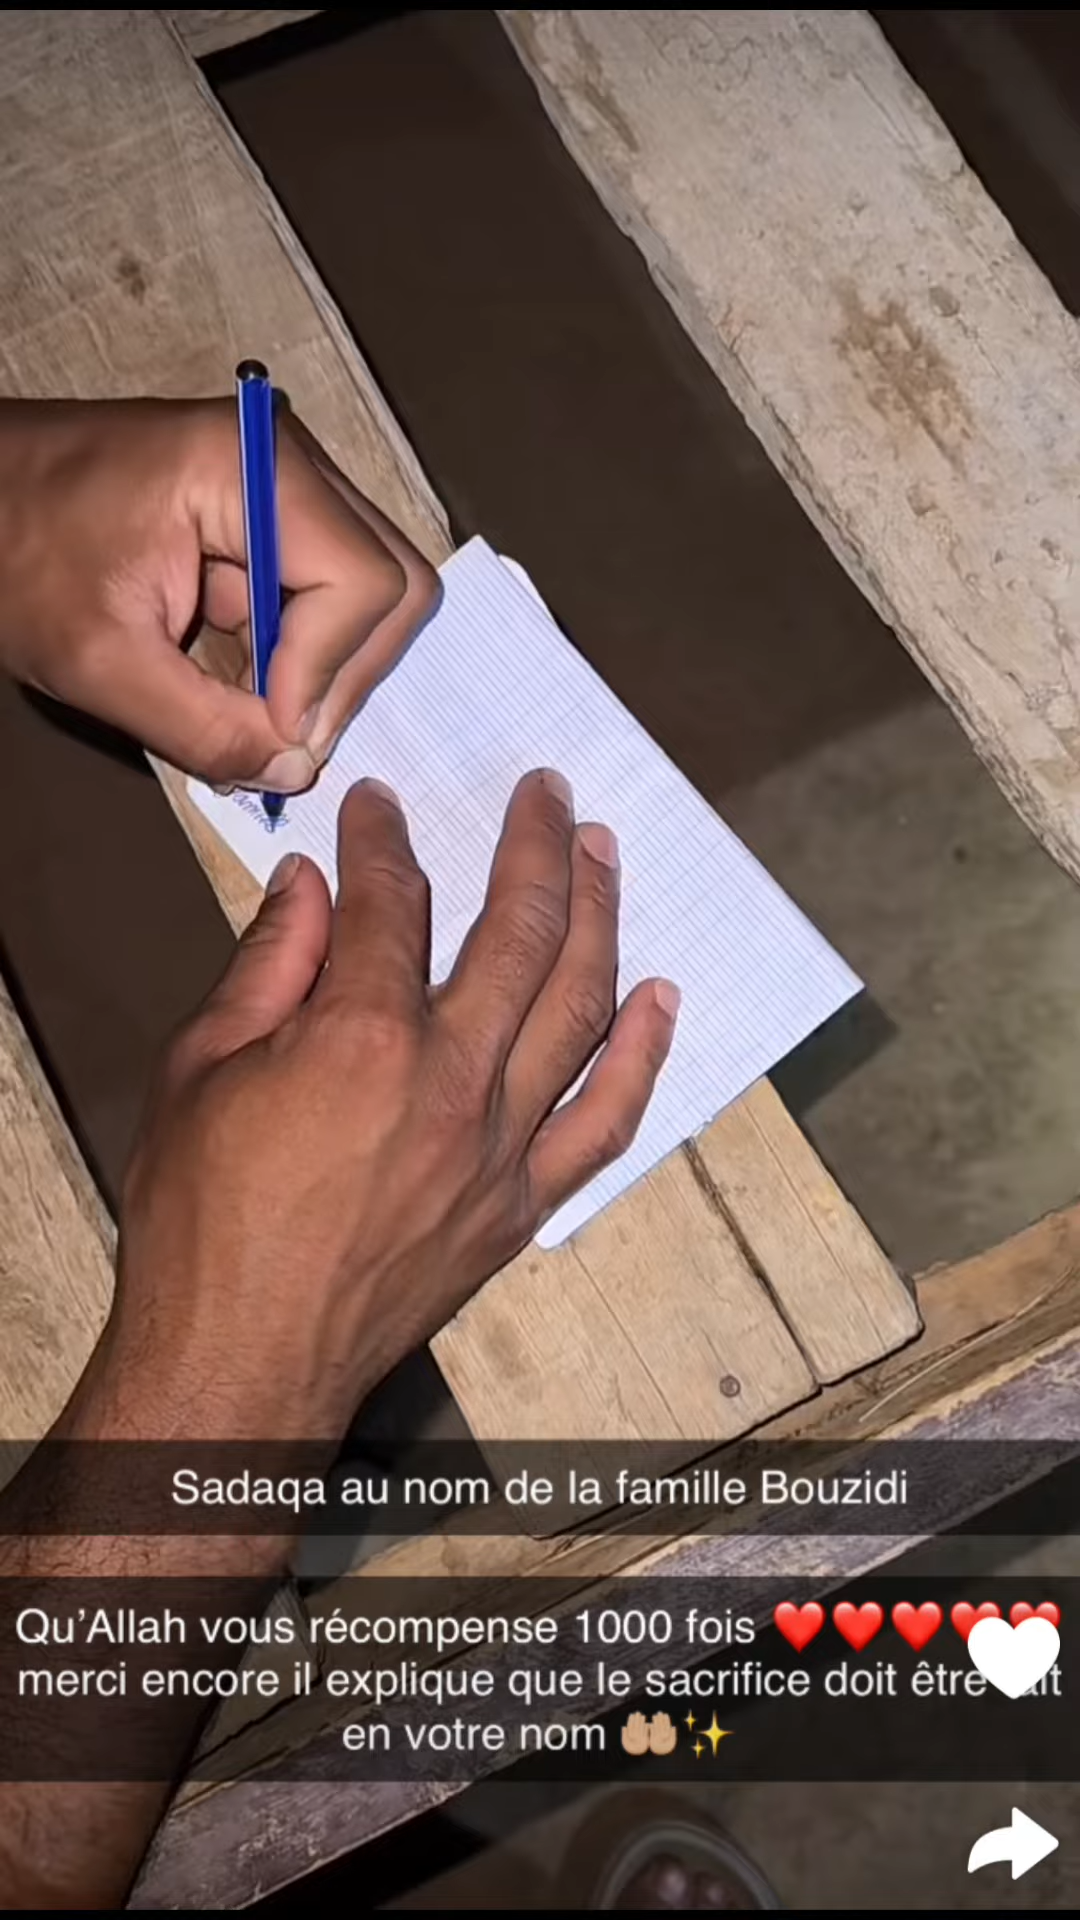 Sadaqa au nom de la famille Bouzidi
Qu’Allah vous récompense 1000 fois ❤️❤️❤️❤️❤️
merci encore il explique que le sacrifice doit être
en votre nom 🤲🏽✨